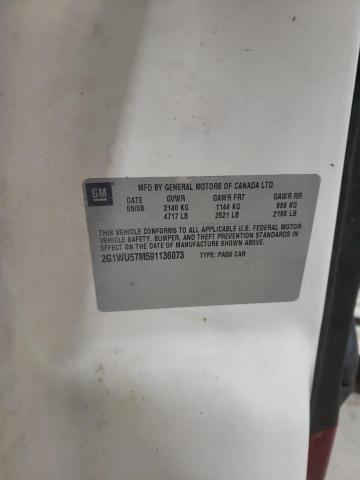 GM
MFD BY GENERAL MOTORS OF CANADA LTD.
DATE GVWR GAWR FRT GAWR RR
09/08 2140 KG 1144 KG 996 KG
4717 LB 2521 LB 2196 LB
THIS VEHICLE CONFORMS TO ALL APPLICABLE U.S. FEDERAL MOTOR
VEHICLE SAFETY, BUMPER, AND THEFT PREVENTION STANDARDS IN
EFFECT ON THE DATE OF MANUFACTURE SHOWN ABOVE.
2G1WU57M591136073 TYPE: PASS CAR